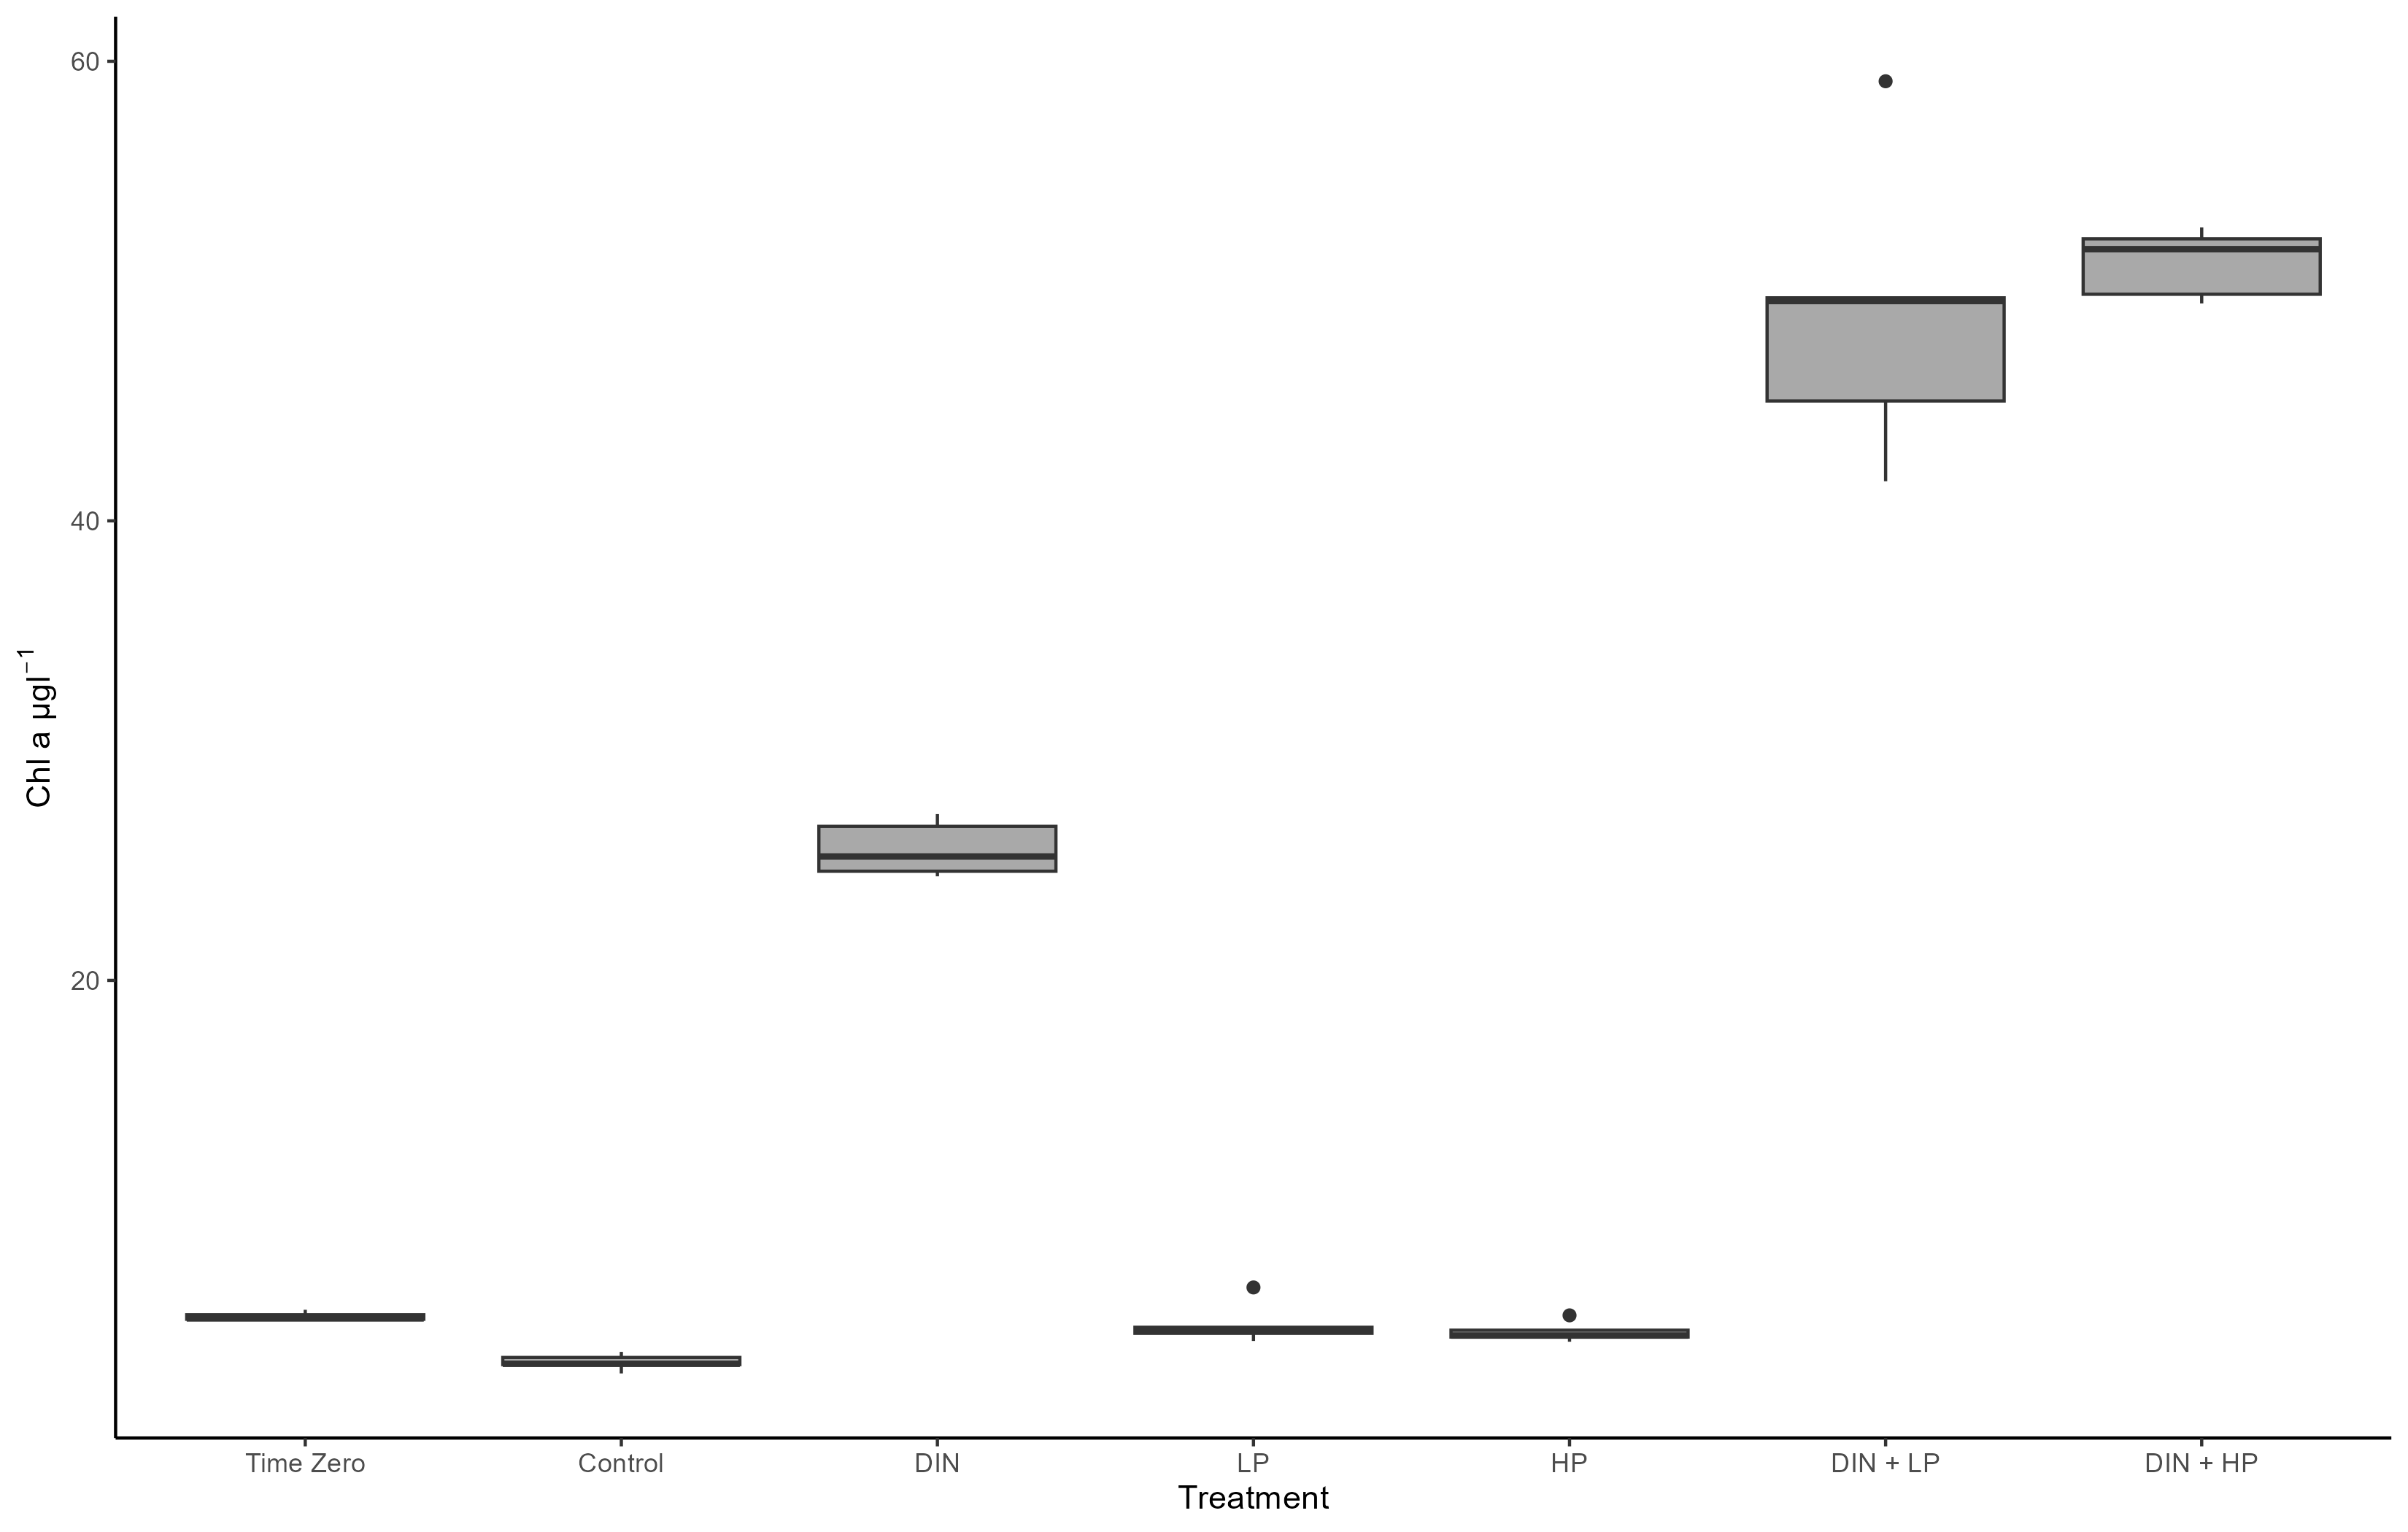 60
40
20
Chl a µgl⁻¹
Time Zero
Control
DIN
LP
HP
DIN + LP
DIN + HP
Treatment